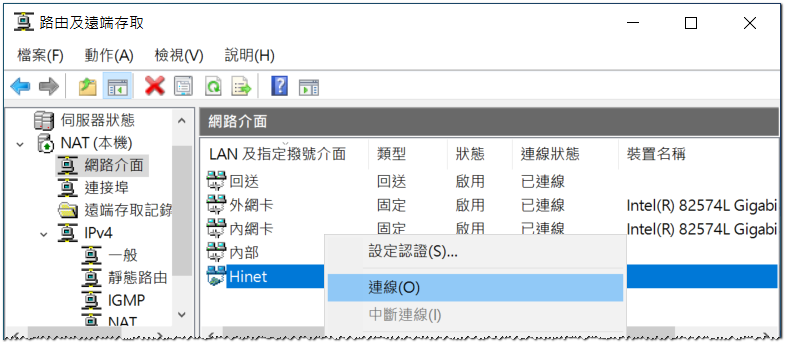 路由及遠端存取
檔案(F) 動作(A) 檢視(V) 說明(H)
伺服器狀態
NAT (本機)
網路介面
連接埠
遠端存取記錄
IPv4
一般
靜態路由
IGMP
NAT
網路介面
LAN 及指定撥號介面 類型 狀態 連線狀態 裝置名稱
回送 回送 啟用 已連線
外網卡 固定 啟用 已連線 Intel(R) 82574L Gigabi
內網卡 固定 啟用 已連線 Intel(R) 82574L Gigabi
內部
Hinet
設定認證(S)...
連線(O)
中斷連線(I)